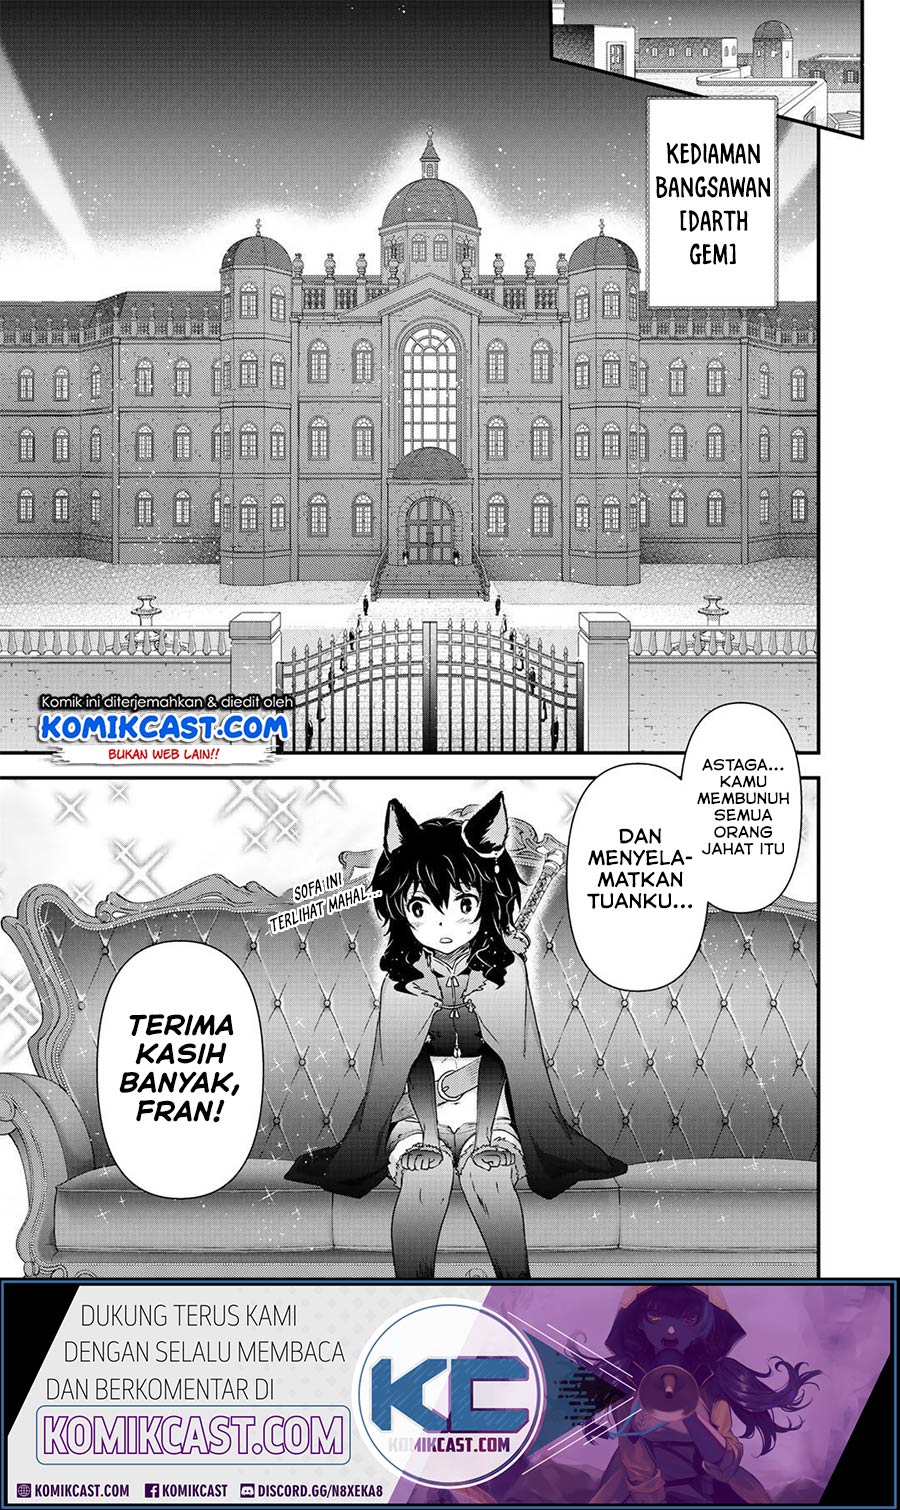 KEDIAMAN
BANGSAWAN
[DARTH
GEM]
Komik ini diterjemahkan & diedit oleh
KOMIKCAST.COM
BUKAN WEB LAIN!!
ASTAGA...
KAMU
MEMBUNUH
SEMUA
ORANG
JAHAT ITU
DAN
MENYELA-
MATKAN
TUANKU...
SOFA INI
TERLIHAT MAHAL...
TERIMA
KASIH
BANYAK,
FRAN!
DUKUNG TERUS KAMI
DENGAN SELALU MEMBACA
DAN BERKOMENTAR DI
KOMIKCAST.COM
KC
KOMIKCAST.COM
KOMIKCAST.COM KOMIKCAST DISCORD.GG/N8XEKA8